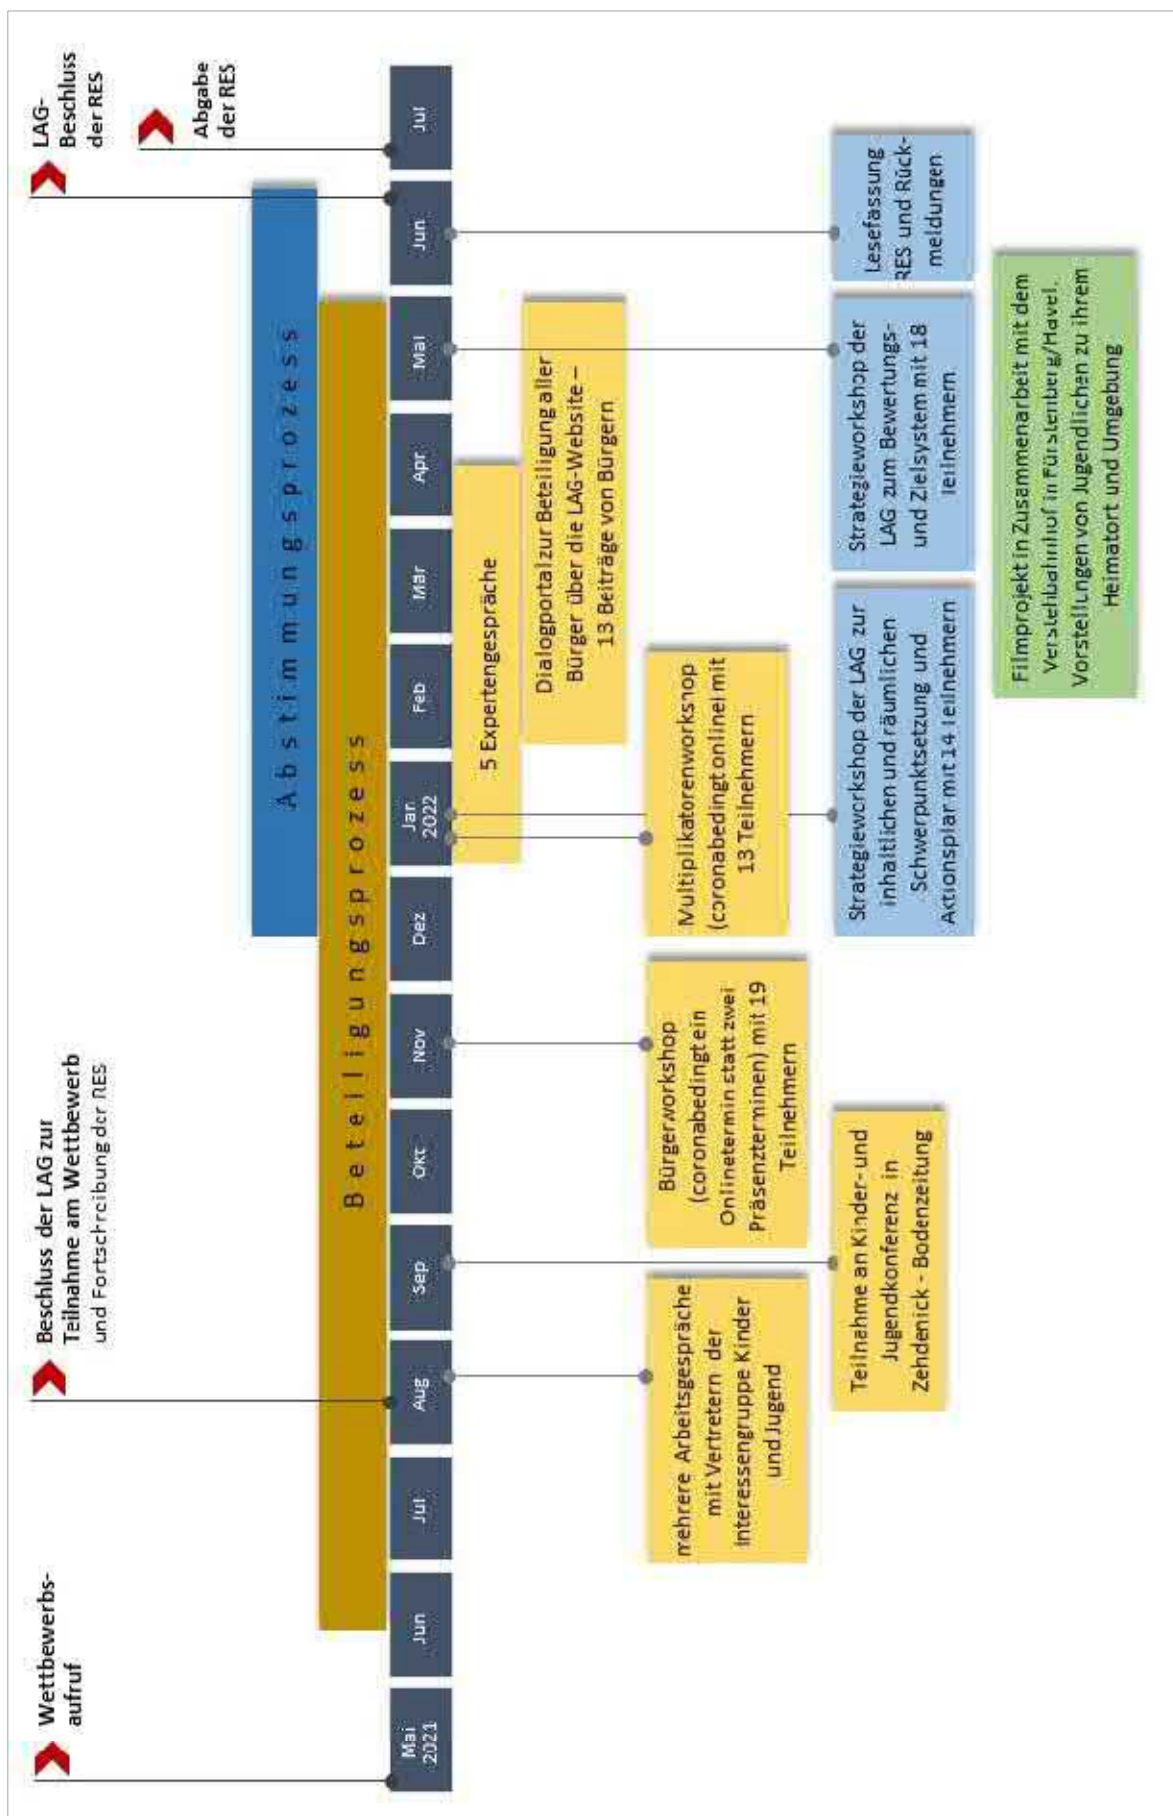 Wettbewerbs-
aufruf
Beschluss der LAG zur
Teilnahme am Wettbewerb
und Fortschreibung der RES
LAG-
Beschluss
der RES
Abgabe
der RES
Abstimmungsprozess
Beteiligungsprozess
Mai
2021
Jun
Jul
Aug
Sep
Okt
Nov
Dez
Jan
2022
Feb
Mär
Apr
Mai
Jun
Jul
5 Expertengespräche
Dialogportal zur Beteiligung aller
Bürger über die LAG-Website –
13 Beiträge von Bürgern
mehrere Arbeitsgespräche
mit Vertretern der
Interessengruppe Kinder
und Jugend
Bürgerworkshop
(coronabedingt ein
Onlinetermin statt zwei
Präsenzterminen) mit 19
Teilnehmern
Multiplikatorenworkshop
(coronabedingt online) mit
13 Teilnehmern
Teilnahme an Kinder- und
Jugendkonferenz in
Zehdenick - Bodenzeitung
Strategieworkshop der LAG zur
inhaltlichen und räumlichen
Schwerpunktsetzung und
Aktionsplan mit 14 Teilnehmern
Strategieworkshop der
LAG zum Bewertungs-
und Zielsystem mit 18
Teilnehmern
Lesefassung
RES und Rück-
meldungen
Filmprojekt in Zusammenarbeit mit dem
Verstehbahnhof in Fürstenberg/Havel.
Vorstellungen von Jugendlichen zu ihrem
Heimatort und Umgebung